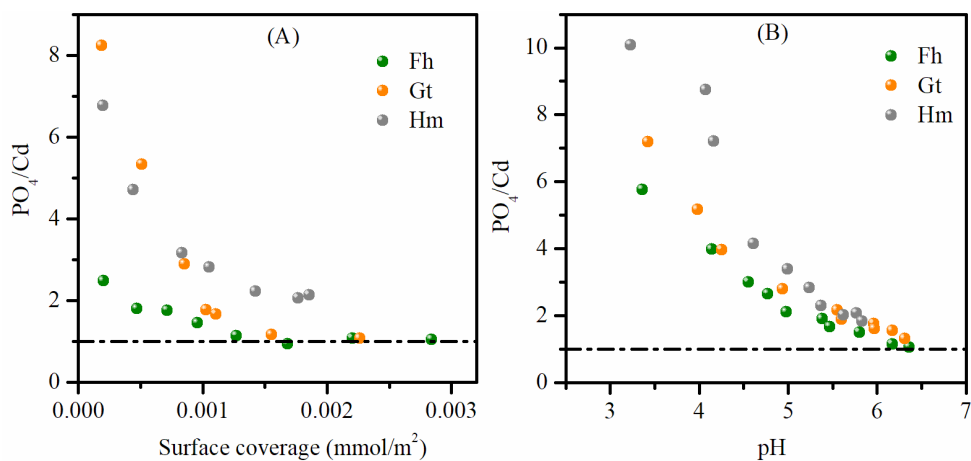 (A)
Fh
Gt
Hm
PO₄/Cd
8
6
4
2
0
0.000
0.001
0.002
0.003
Surface coverage (mmol/m²)
(B)
Fh
Gt
Hm
PO₄/Cd
10
8
6
4
2
0
3
4
5
6
7
pH